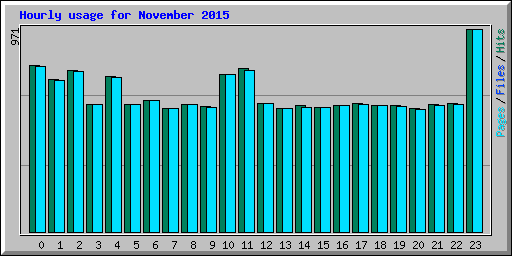 Hourly usage for November 2015
971
Pages/Files/Hits
0 1 2 3 4 5 6 7 8 9 10 11 12 13 14 15 16 17 18 19 20 21 22 23